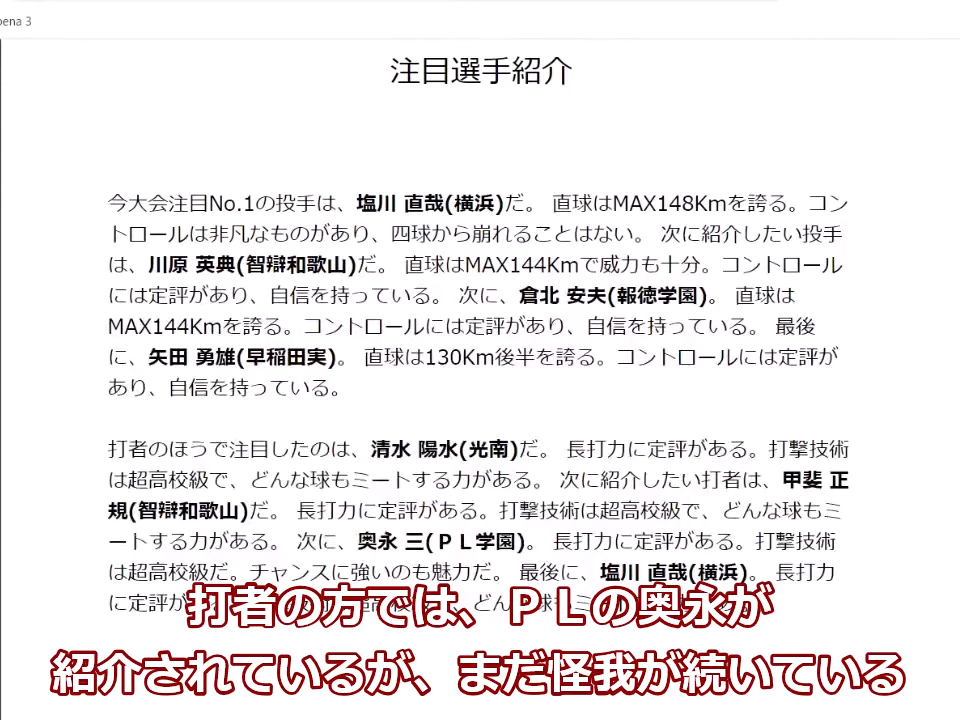 ena 3
注目選手紹介
今大会注目No.1の投手は、塩川 直哉(横浜)だ。 直球はMAX148Kmを誇る。コン
トロールは非凡なものがあり、四球から崩れることはない。 次に紹介したい投手
は、川原 英典(智辯和歌山)だ。 直球はMAX144Kmで威力も十分。コントロール
には定評があり、自信を持っている。 次に、倉北 安夫(報徳学園)。 直球は
MAX144Kmを誇る。コントロールには定評があり、自信を持っている。 最後
に、矢田 勇雄(早稲田実)。 直球は130Km後半を誇る。コントロールには定評が
あり、自信を持っている。
打者のほうで注目したのは、清水 陽水(光南)だ。 長打力に定評がある。打撃技術
は超高校級で、どんな球もミートする力がある。 次に紹介したい打者は、甲斐 正
規(智辯和歌山)だ。 長打力に定評がある。打撃技術は超高校級で、どんな球もミ
ートする力がある。 次に、奥永 三(ＰＬ学園)。 長打力に定評がある。打撃技術
は超高校級だ。チャンスに強いのも魅力だ。 最後に、塩川 直哉(横浜)。 長打力
に定評が
打者の方では、ＰＬの奥永が
紹介されているが、まだ怪我が続いている